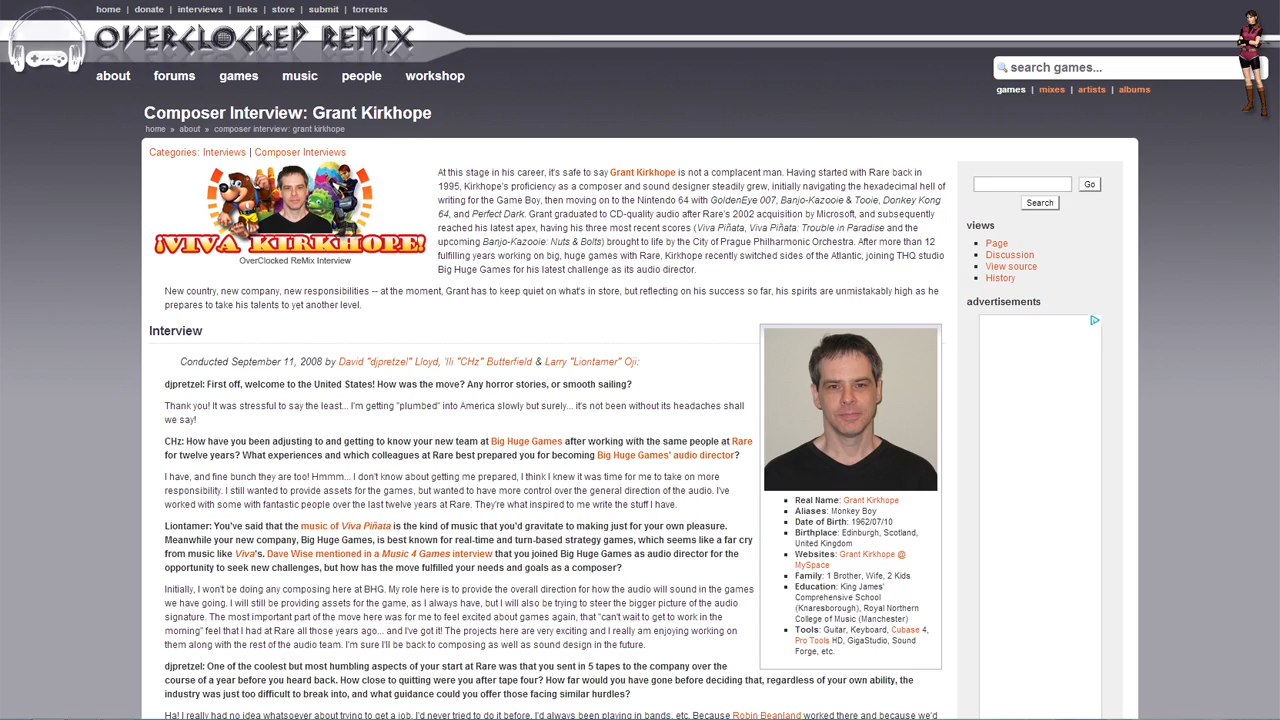 home | donate | interviews | links | store | submit | torrents
OVERCLOCKED REMIX
about forums games music people workshop
search games...
games | mixes | artists | albums
Composer Interview: Grant Kirkhope
home » about » composer interview: grant kirkhope
Categories: Interviews | Composer Interviews
¡VIVA KIRKHOPE!
OverClocked ReMix Interview
At this stage in his career, it's safe to say Grant Kirkhope is not a complacent man. Having started with Rare back in
1995, Kirkhope's proficiency as a composer and sound designer steadily grew, initially navigating the hexadecimal hell of
writing for the Game Boy, then moving on to the Nintendo 64 with GoldenEye 007, Banjo-Kazooie & Tooie, Donkey Kong
64, and Perfect Dark. Grant graduated to CD-quality audio after Rare's 2002 acquisition by Microsoft, and subsequently
reached his latest apex, having his three most recent scores (Viva Piñata, Viva Piñata: Trouble in Paradise and the
upcoming Banjo-Kazooie: Nuts & Bolts) brought to life by the City of Prague Philharmonic Orchestra. After more than 12
fulfilling years working on big, huge games with Rare, Kirkhope recently switched sides of the Atlantic, joining THQ studio
Big Huge Games for his latest challenge as its audio director.
New country, new company, new responsibilities -- at the moment, Grant has to keep quiet on what's in store, but reflecting on his success so far, his spirits are unmistakably high as he
prepares to take his talents to yet another level.
Interview
Conducted September 11, 2008 by David "djpretzel" Lloyd, 'Ili "CHz" Butterfield & Larry "Liontamer" Oji:
djpretzel: First off, welcome to the United States! How was the move? Any horror stories, or smooth sailing?
Thank you! It was stressful to say the least... I'm getting "plumbed" into America slowly but surely... it's not been without its headaches shall
we say!
CHz: How have you been adjusting to and getting to know your new team at Big Huge Games after working with the same people at Rare
for twelve years? What experiences and which colleagues at Rare best prepared you for becoming Big Huge Games' audio director?
I have, and fine bunch they are too! Hmmm... I don't know about getting me prepared, I think I knew it was time for me to take on more
responsibility. I still wanted to provide assets for the games, but wanted to have more control over the general direction of the audio. I've
worked with some with fantastic people over the last twelve years at Rare. They're what inspired to me write the stuff I have.
Liontamer: You've said that the music of Viva Piñata is the kind of music that you'd gravitate to making just for your own pleasure.
Meanwhile your new company, Big Huge Games, is best known for real-time and turn-based strategy games, which seems like a far cry
from music like Viva's. Dave Wise mentioned in a Music 4 Games interview that you joined Big Huge Games as audio director for the
opportunity to seek new challenges, but how has the move fulfilled your needs and goals as a composer?
Initially, I won't be doing any composing here at BHG. My role here is to provide the overall direction for how the audio will sound in the games
we have going. I will still be providing assets for the game, as I always have, but I will also be trying to steer the bigger picture of the audio
signature. The most important part of the move here was for me to feel excited about games again, that "can't wait to get to work in the
morning" feel that I had at Rare all those years ago... and I've got it! The projects here are very exciting and I really am enjoying working on
them along with the rest of the audio team. I'm sure I'll be back to composing as well as sound design in the future.
djpretzel: One of the coolest but most humbling aspects of your start at Rare was that you sent in 5 tapes to the company over the
course of a year before you heard back. How close to quitting were you after tape four? How far would you have gone before deciding that, regardless of your own ability, the
industry was just too difficult to break into, and what guidance could you offer those facing similar hurdles?
Ha! I really had no idea whatsoever about trying to get a job. I'd never tried to do it before. I'd always been playing in bands, etc. Because Robin Beanland worked there and because we'd
Real Name: Grant Kirkhope
Aliases: Monkey Boy
Date of Birth: 1962/07/10
Birthplace: Edinburgh, Scotland,
United Kingdom
Websites: Grant Kirkhope @
MySpace
Family: 1 Brother, Wife, 2 Kids
Education: King James'
Comprehensive School
(Knaresborough), Royal Northern
College of Music (Manchester)
Tools: Guitar, Keyboard, Cubase 4,
Pro Tools HD, GigaStudio, Sound
Forge, etc.
Go
Search
views
Page
Discussion
View source
History
advertisements